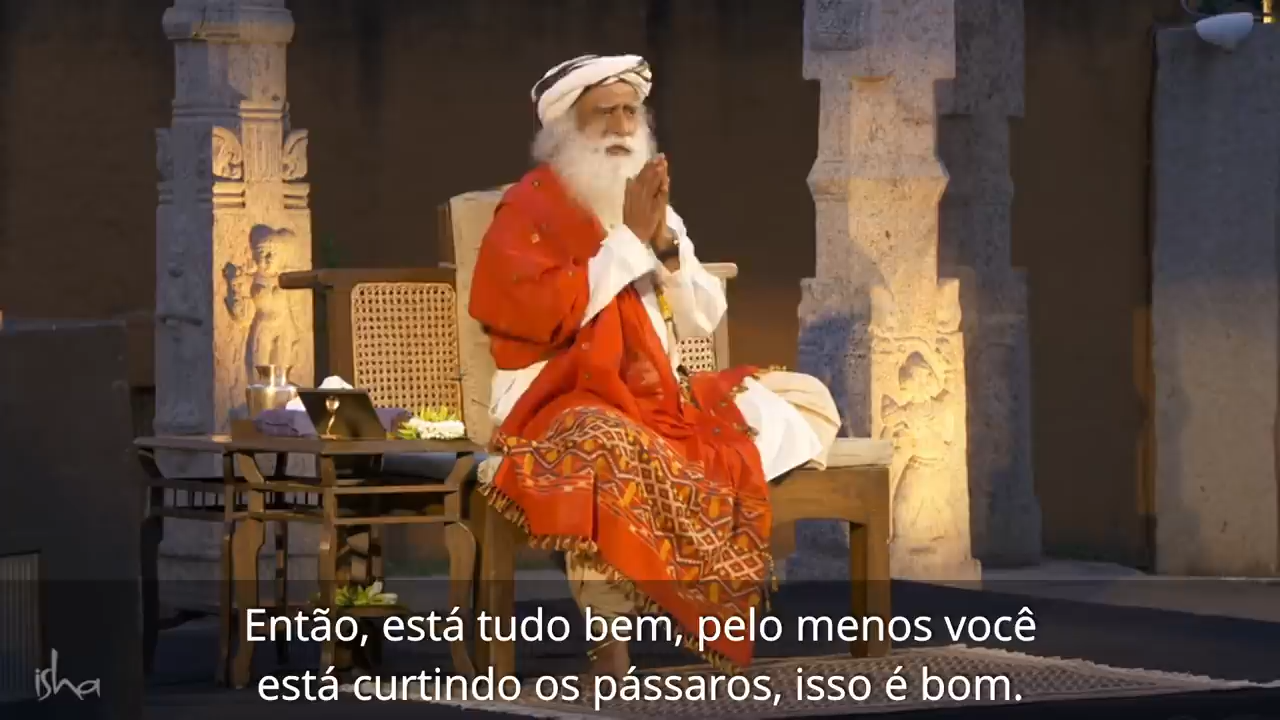 Então, está tudo bem, pelo menos você
está curtindo os pássaros, isso é bom.
isha